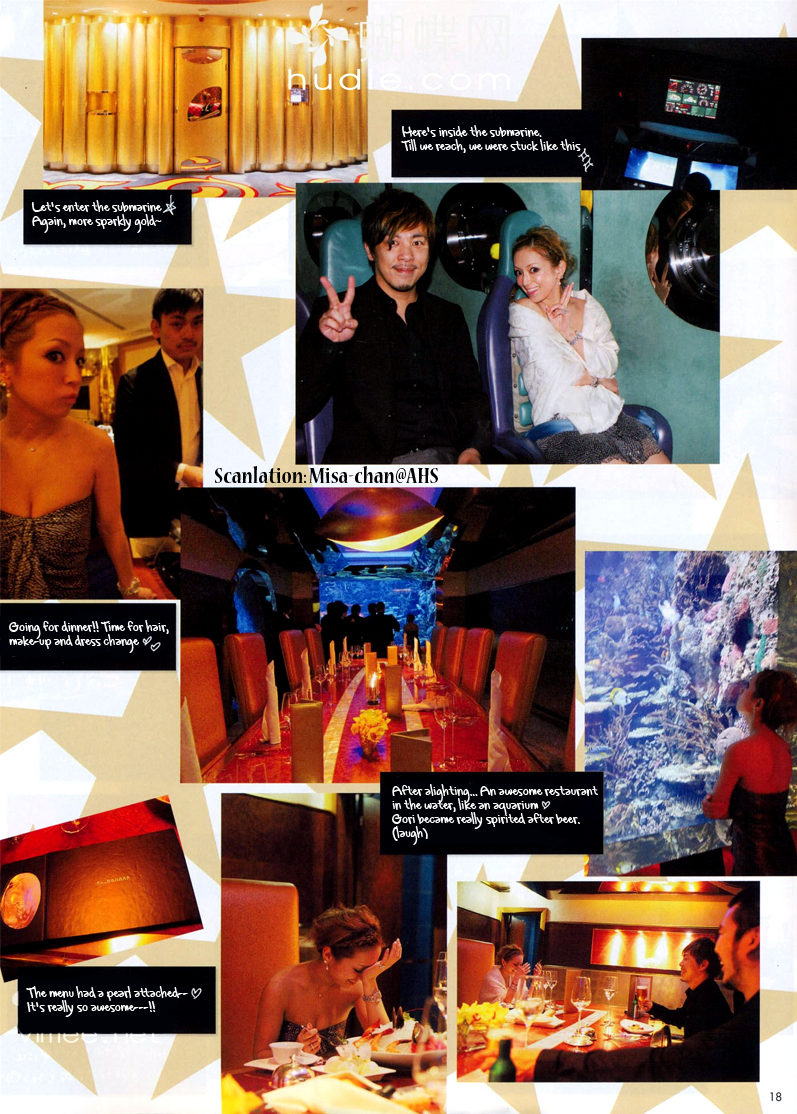 蝴蝶网
hudie.com
Here's inside the submarine.
Till we reach, we were stuck like this
Let's enter the submarine
Again, more sparkly gold~
Scanlation: Misa-chan@AHS
Going for dinner!! Time for hair,
make-up and dress change
After alighting... An awesome restaurant
in the water, like an aquarium
Gori became really spirited after beer.
(laugh)
The menu had a pearl attached--
It's really so awesome---!!
18